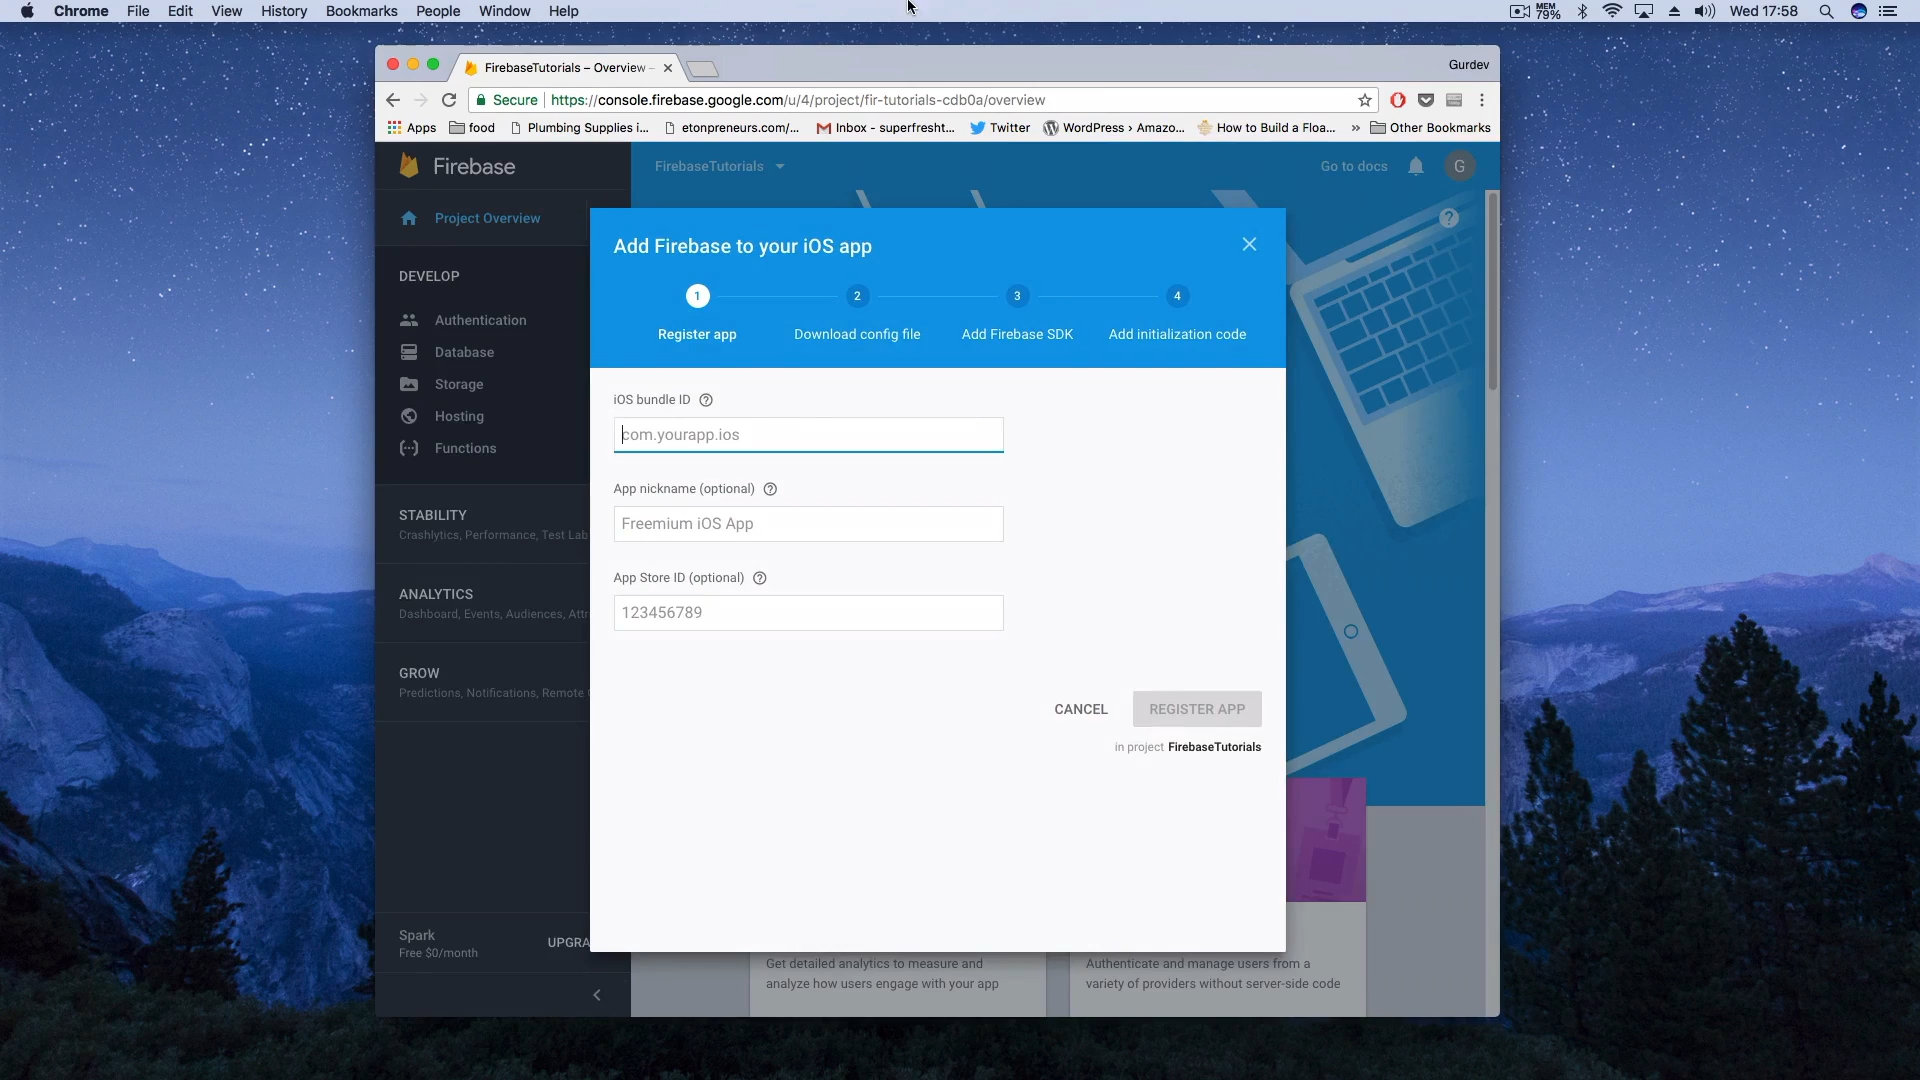 Chrome File Edit View History Bookmarks People Window Help
MEM 79% Wed 17:58
FirebaseTutorials – Overview –
Gurdev
Secure https://console.firebase.google.com/u/4/project/fir-tutorials-cdb0a/overview
Apps food Plumbing Supplies i... etonpreneurs.com/... Inbox - superfresht... Twitter WordPress › Amazo... How to Build a Floa... » Other Bookmarks
Firebase
FirebaseTutorials
Go to docs
G
Project Overview
DEVELOP
Authentication
Database
Storage
Hosting
Functions
STABILITY
Crashlytics, Performance, Test Lab
ANALYTICS
Dashboard, Events, Audiences, Attr
GROW
Predictions, Notifications, Remote
Spark
Free $0/month
UPGRA
Add Firebase to your iOS app
1 2 3 4
Register app Download config file Add Firebase SDK Add initialization code
iOS bundle ID
com.yourapp.ios
App nickname (optional)
Freemium iOS App
App Store ID (optional)
123456789
CANCEL REGISTER APP
in project FirebaseTutorials
Get detailed analytics to measure and
analyze how users engage with your app
Authenticate and manage users from a
variety of providers without server-side code